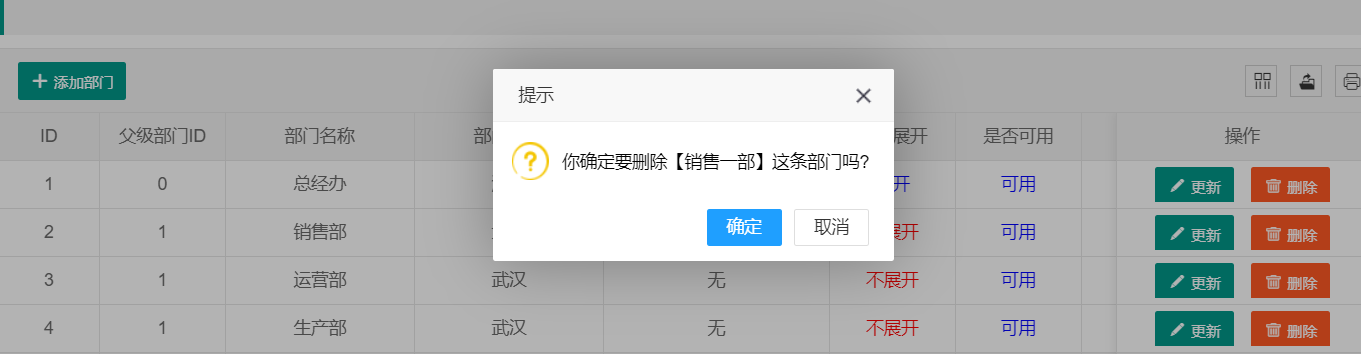 添加部门
提示
你确定要删除【销售一部】这条部门吗?
确定 取消
ID 父级部门ID 部门名称 展开 是否可用 操作
1 0 总经办 开 可用 更新 删除
2 1 销售部 展开 可用 更新 删除
3 1 运营部 武汉 无 不展开 可用 更新 删除
4 1 生产部 武汉 无 不展开 可用 更新 删除